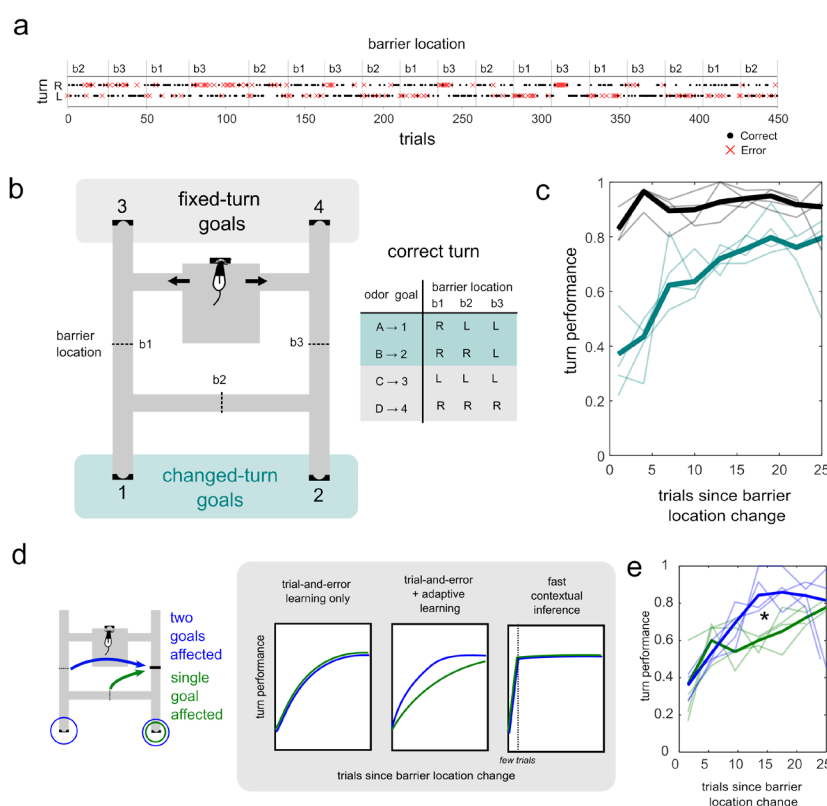 a
barrier location
b2 b3 b1 b3 b2 b1 b3 b2 b1 b3 b2 b1 b3 b1 b3 b2 b1 b2
turn
R
L
0 50 100 150 200 250 300 350 400 450
trials
Correct
Error
b
3 fixed-turn 4
goals
barrier
location
b1
b3
b2
1 changed-turn 2
goals
correct turn
odor goal
barrier location
b1 b2 b3
A → 1 R L L
B → 2 R R L
C → 3 L L L
D → 4 R R R
c
turn performance
1
0.8
0.6
0.4
0.2
0
0 5 10 15 20 25
trials since barrier
location change
d
two
goals
affected
single
goal
affected
trial-and-error
learning only
trial-and-error
+ adaptive
learning
fast
contextual
inference
turn performance
few trials
trials since barrier location change
e
turn performance
1
0.8
0.6
0.4
0.2
0
*
0 5 10 15 20 25
trials since barrier
location change